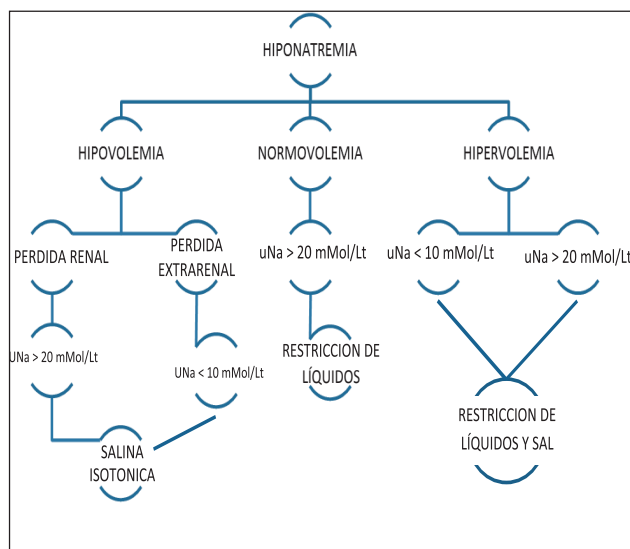 HIPONATREMIA
HIPOVOLEMIA
NORMOVOLEMIA
HIPERVOLEMIA
PERDIDA RENAL
PERDIDA
EXTRARENAL
uNa > 20 mMol/Lt
uNa < 10 mMol/Lt
uNa > 20 mMol/Lt
UNa > 20 mMol/Lt
UNa < 10 mMol/Lt
RESTRICCION DE
LÍQUIDOS
SALINA
ISOTONICA
RESTRICCION DE
LÍQUIDOS Y SAL